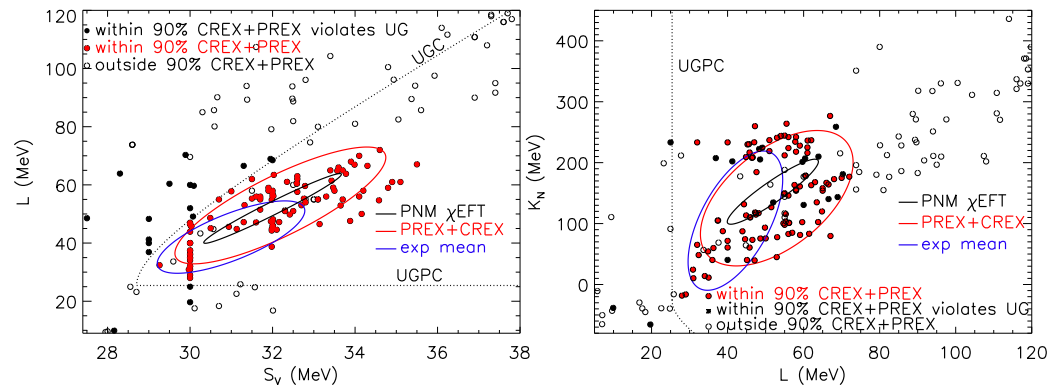 within 90% CREX+PREX violates UG
within 90% CREX+PREX
outside 90% CREX+PREX
UGC
PNM χEFT
PREX+CREX
exp mean
UGPC
120
100
80
60
40
20
L (MeV)
28
30
32
34
36
38
S_v (MeV)
UGPC
PNM χEFT
PREX+CREX
exp mean
within 90% CREX+PREX
within 90% CREX+PREX violates UG
outside 90% CREX+PREX
400
300
200
100
0
K_N (MeV)
20
40
60
80
100
120
L (MeV)